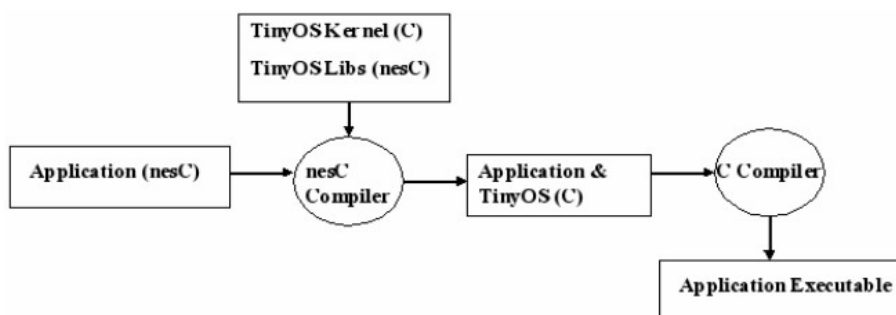 TinyOS Kernel (C)
TinyOS Libs (nesC)
Application (nesC)
nesC
Compiler
Application &
TinyOS (C)
C Compiler
Application Executable